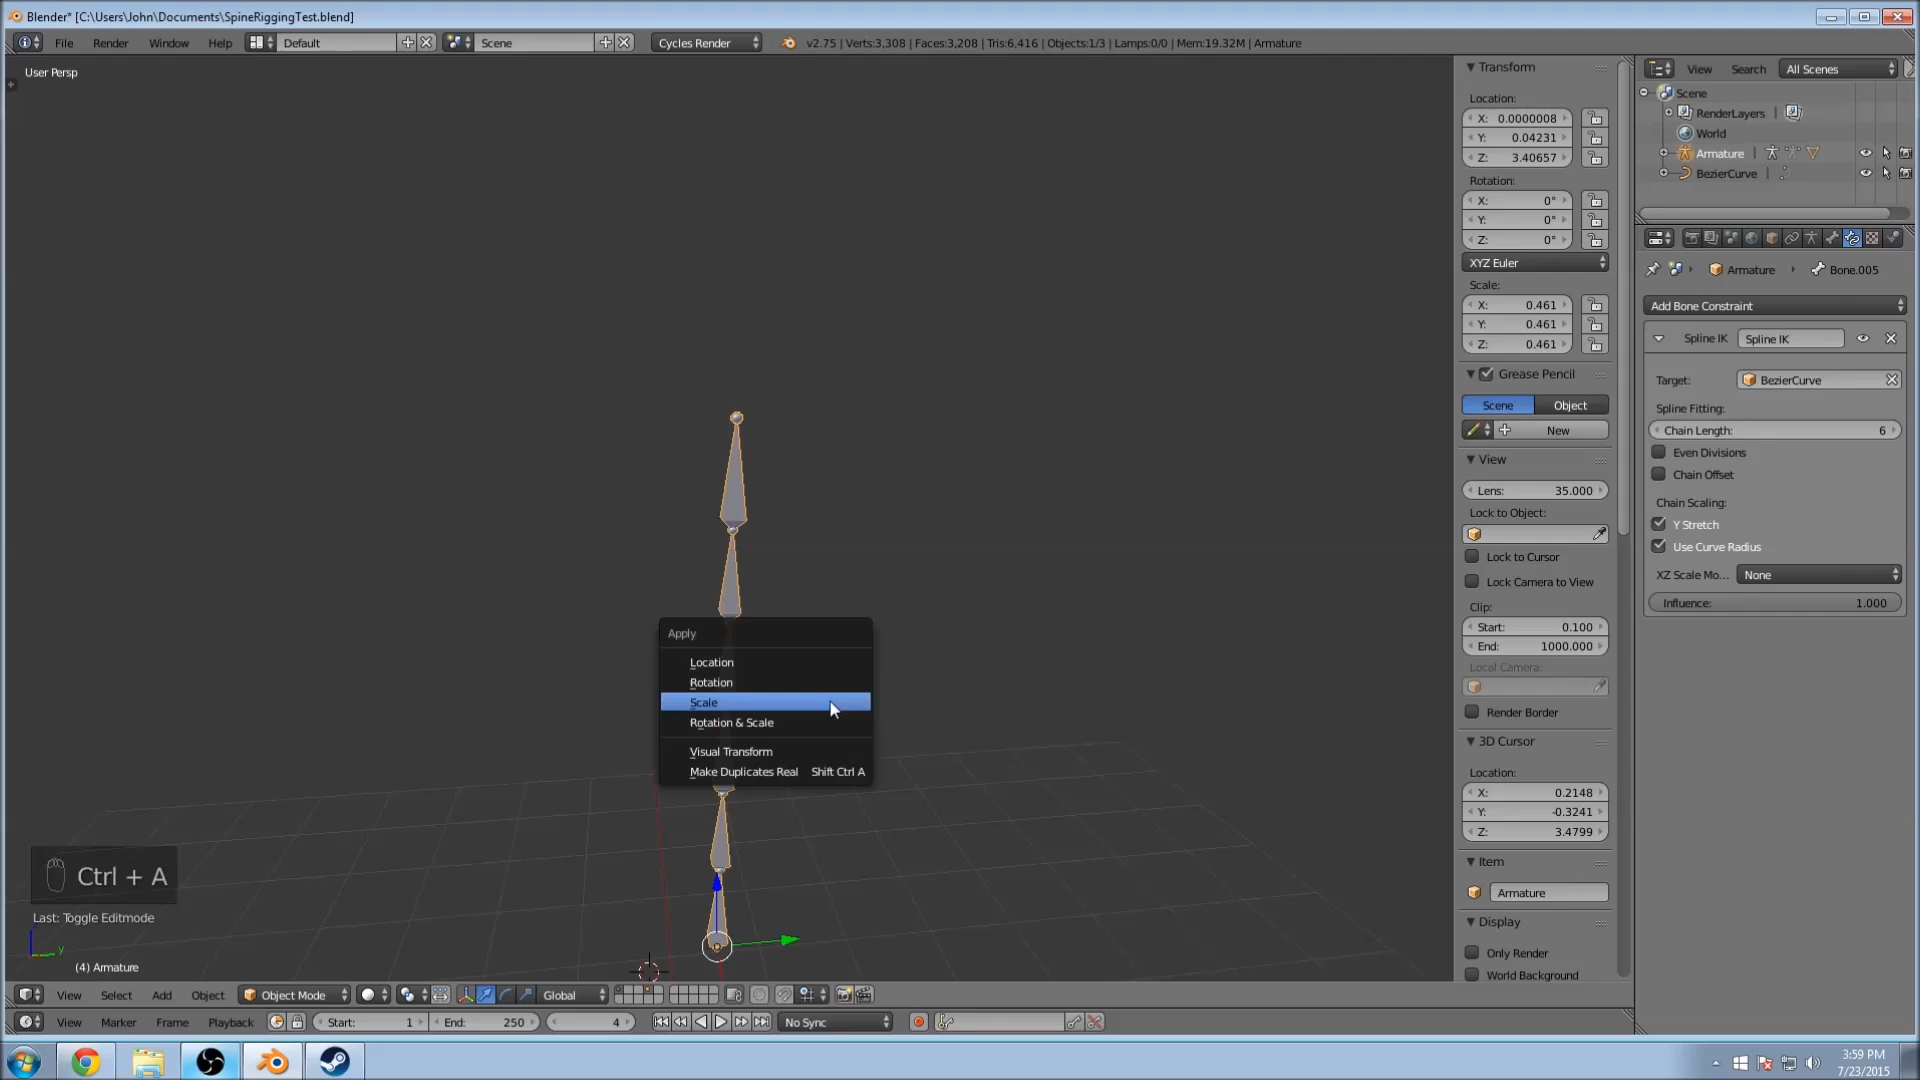 Blender* [C:\Users\John\Documents\SpineRiggingTest.blend]
File Render Window Help Default Scene Cycles Render v2.75 | Verts:3,308 | Faces:3,208 | Tris:6,416 | Objects:1/3 | Lamps:0/0 | Mem:19.32M | Armature
User Persp
Apply
Location
Rotation
Scale
Rotation & Scale
Visual Transform
Make Duplicates Real Shift Ctrl A
Ctrl + A
Last: Toggle Editmode
y
(4) Armature
View Select Add Object Object Mode Global
View Marker Frame Playback Start: 1 End: 250 4 No Sync
Transform
Location:
X: 0.0000008
Y: 0.04231
Z: 3.40657
Rotation:
X: 0°
Y: 0°
Z: 0°
XYZ Euler
Scale:
X: 0.461
Y: 0.461
Z: 0.461
Grease Pencil
Scene Object
New
View
Lens: 35.000
Lock to Object:
Lock to Cursor
Lock Camera to View
Clip:
Start: 0.100
End: 1000.000
Local Camera:
Render Border
3D Cursor
Location:
X: 0.2148
Y: -0.3241
Z: 3.4799
Item
Armature
Display
Only Render
World Background
View Search All Scenes
Scene
RenderLayers
World
Armature
BezierCurve
Armature Bone.005
Add Bone Constraint
Spline IK Spline IK
Target: BezierCurve
Spline Fitting:
Chain Length: 6
Even Divisions
Chain Offset
Chain Scaling:
Y Stretch
Use Curve Radius
XZ Scale Mo... None
Influence: 1.000
3:59 PM
7/23/2015